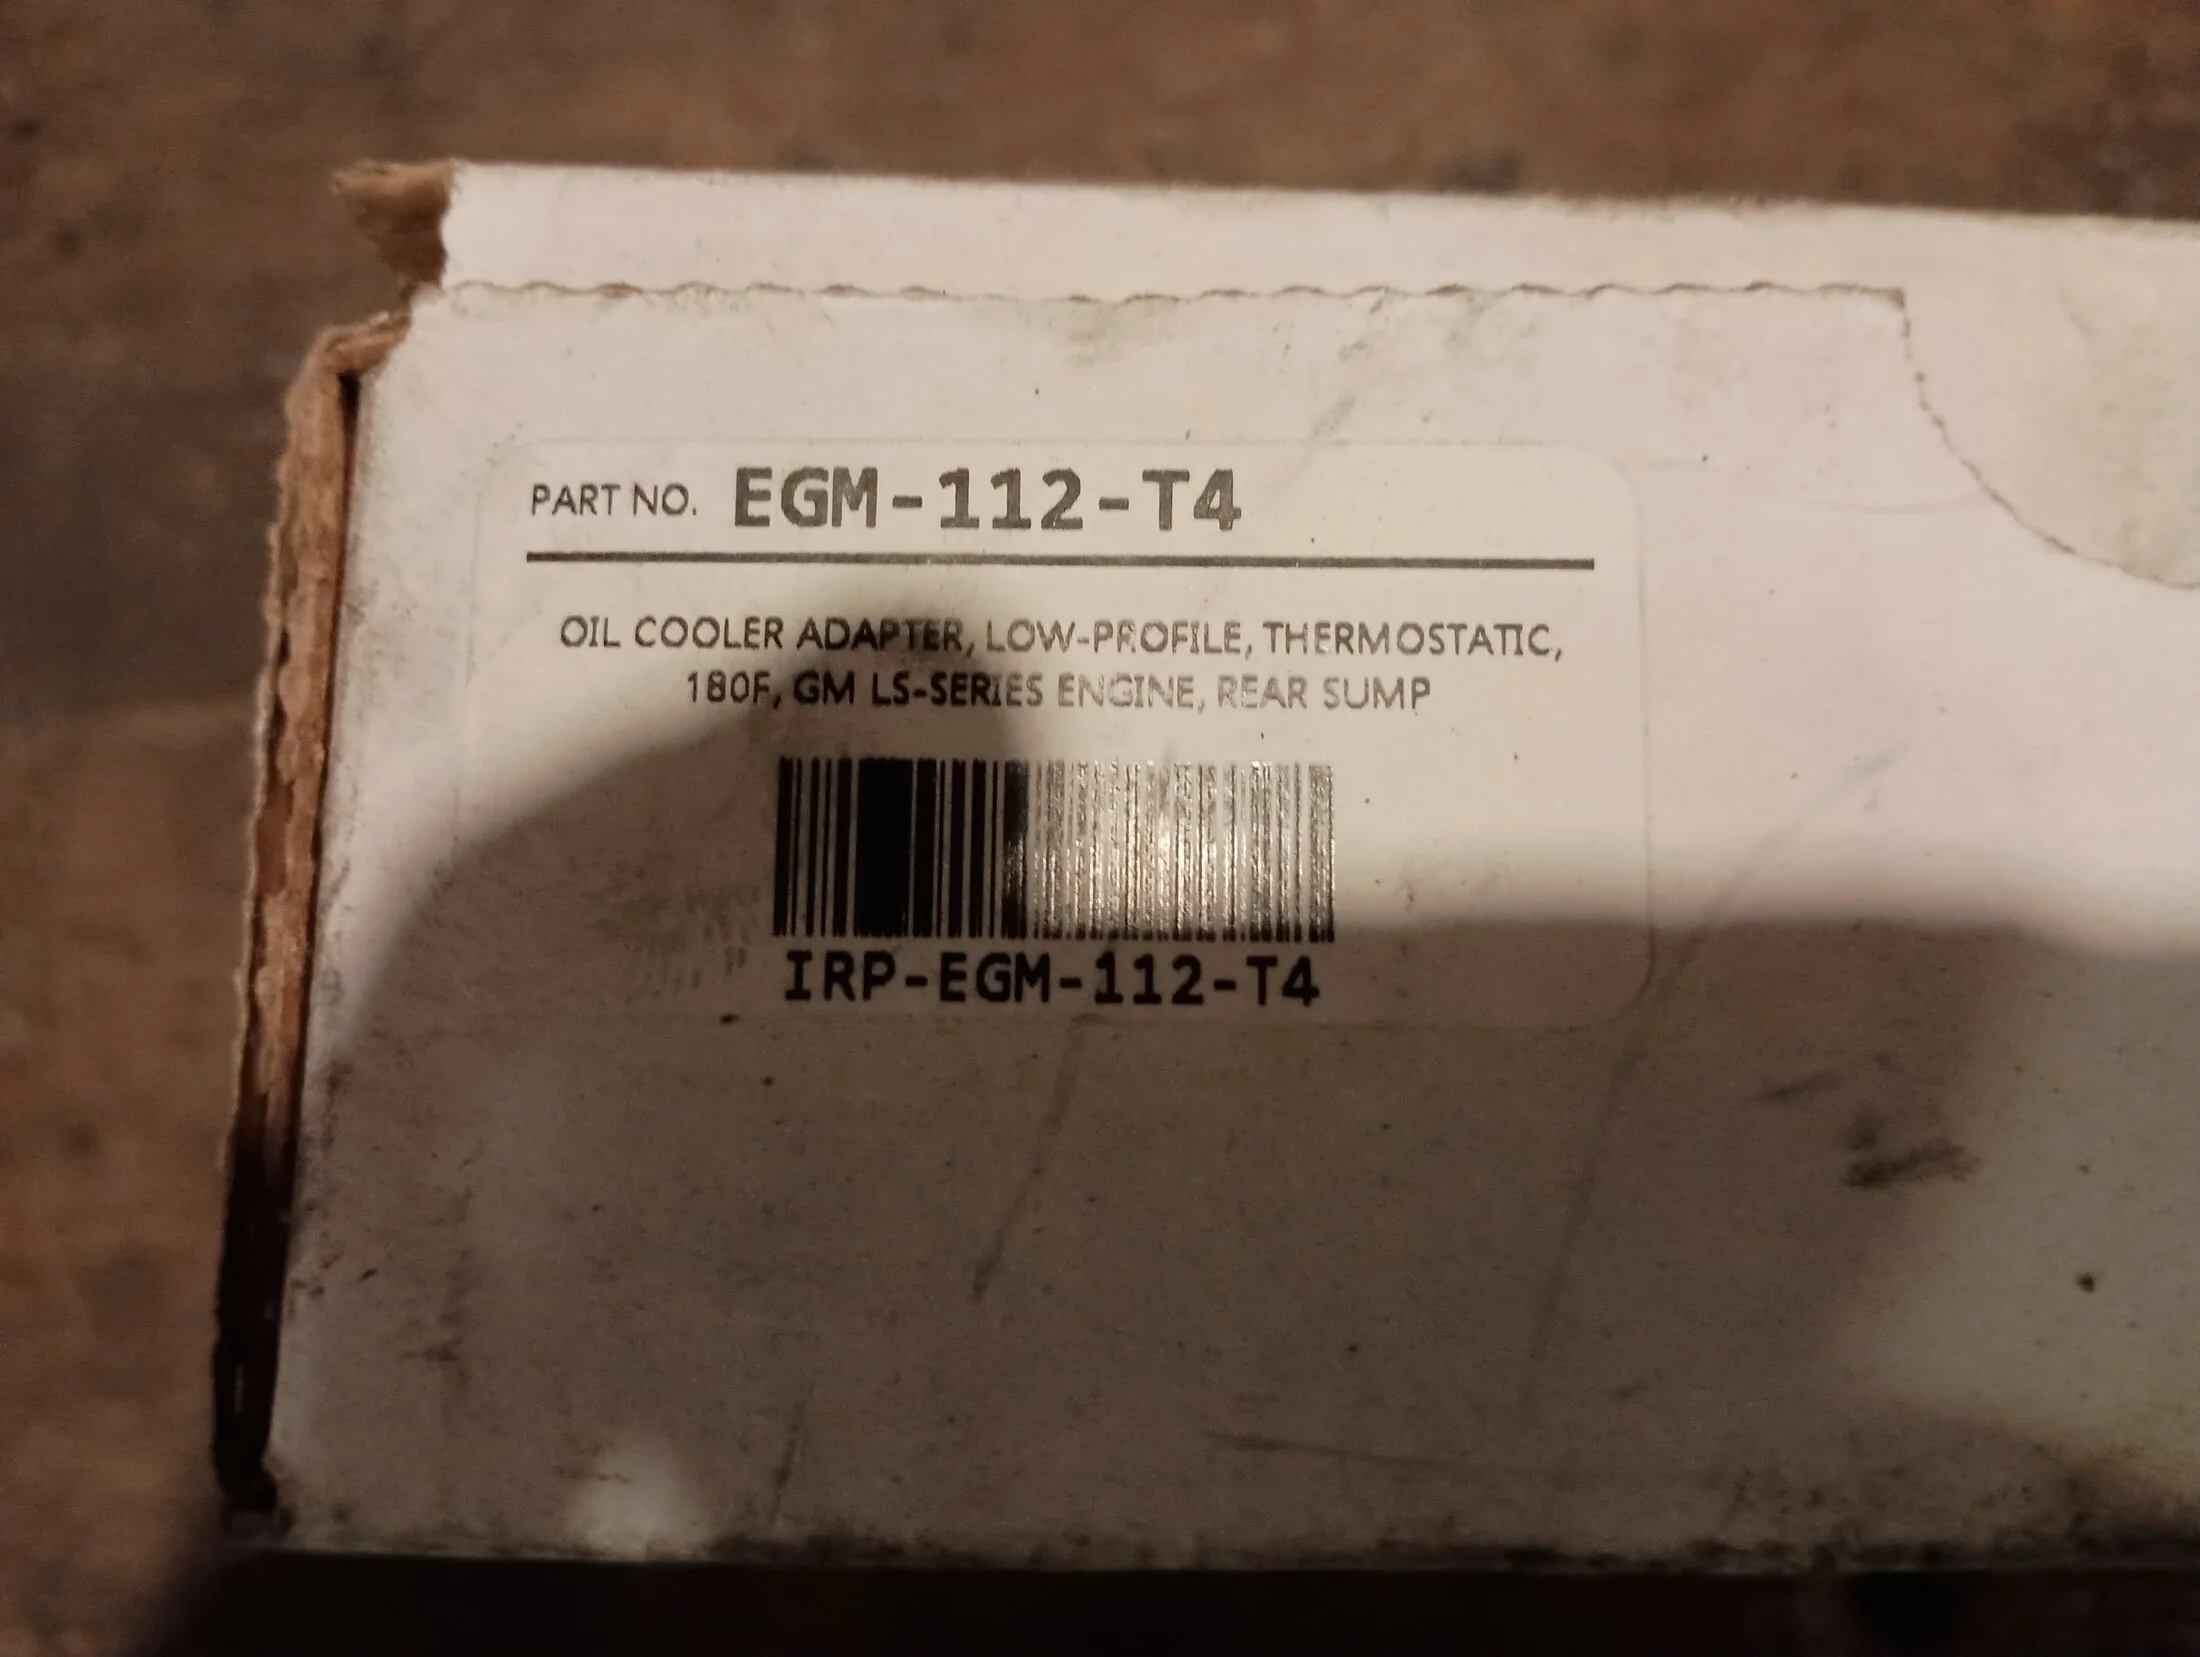 PART NO. EGM-112-T4
OIL COOLER ADAPTER, LOW-PROFILE, THERMOSTATIC,
180F, GM LS-SERIES ENGINE, REAR SUMP
IRP-EGM-112-T4